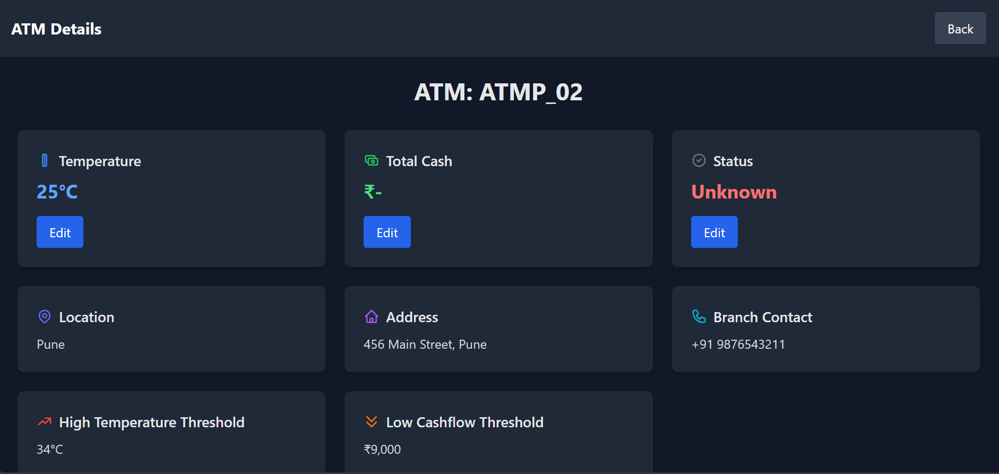 ATM Details
Back
ATM: ATMP_02
Temperature
25°C
Edit
Total Cash
₹-
Edit
Status
Unknown
Edit
Location
Pune
Address
456 Main Street, Pune
Branch Contact
+91 9876543211
High Temperature Threshold
34°C
Low Cashflow Threshold
₹9,000